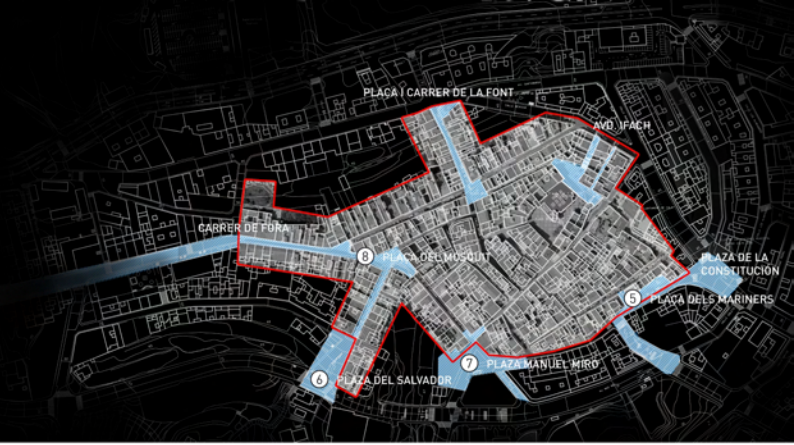 PLAÇA I CARRER DE LA FONT
AVD. IFACH
CARRER DE FORA
8 PLAÇA DEL MOSQUIT
PLAZA DE LA
CONSTITUCIÓN
5 PLAÇA DELS MARINERS
7 PLAZA MANUEL MIRO
6 PLAZA DEL SALVADOR